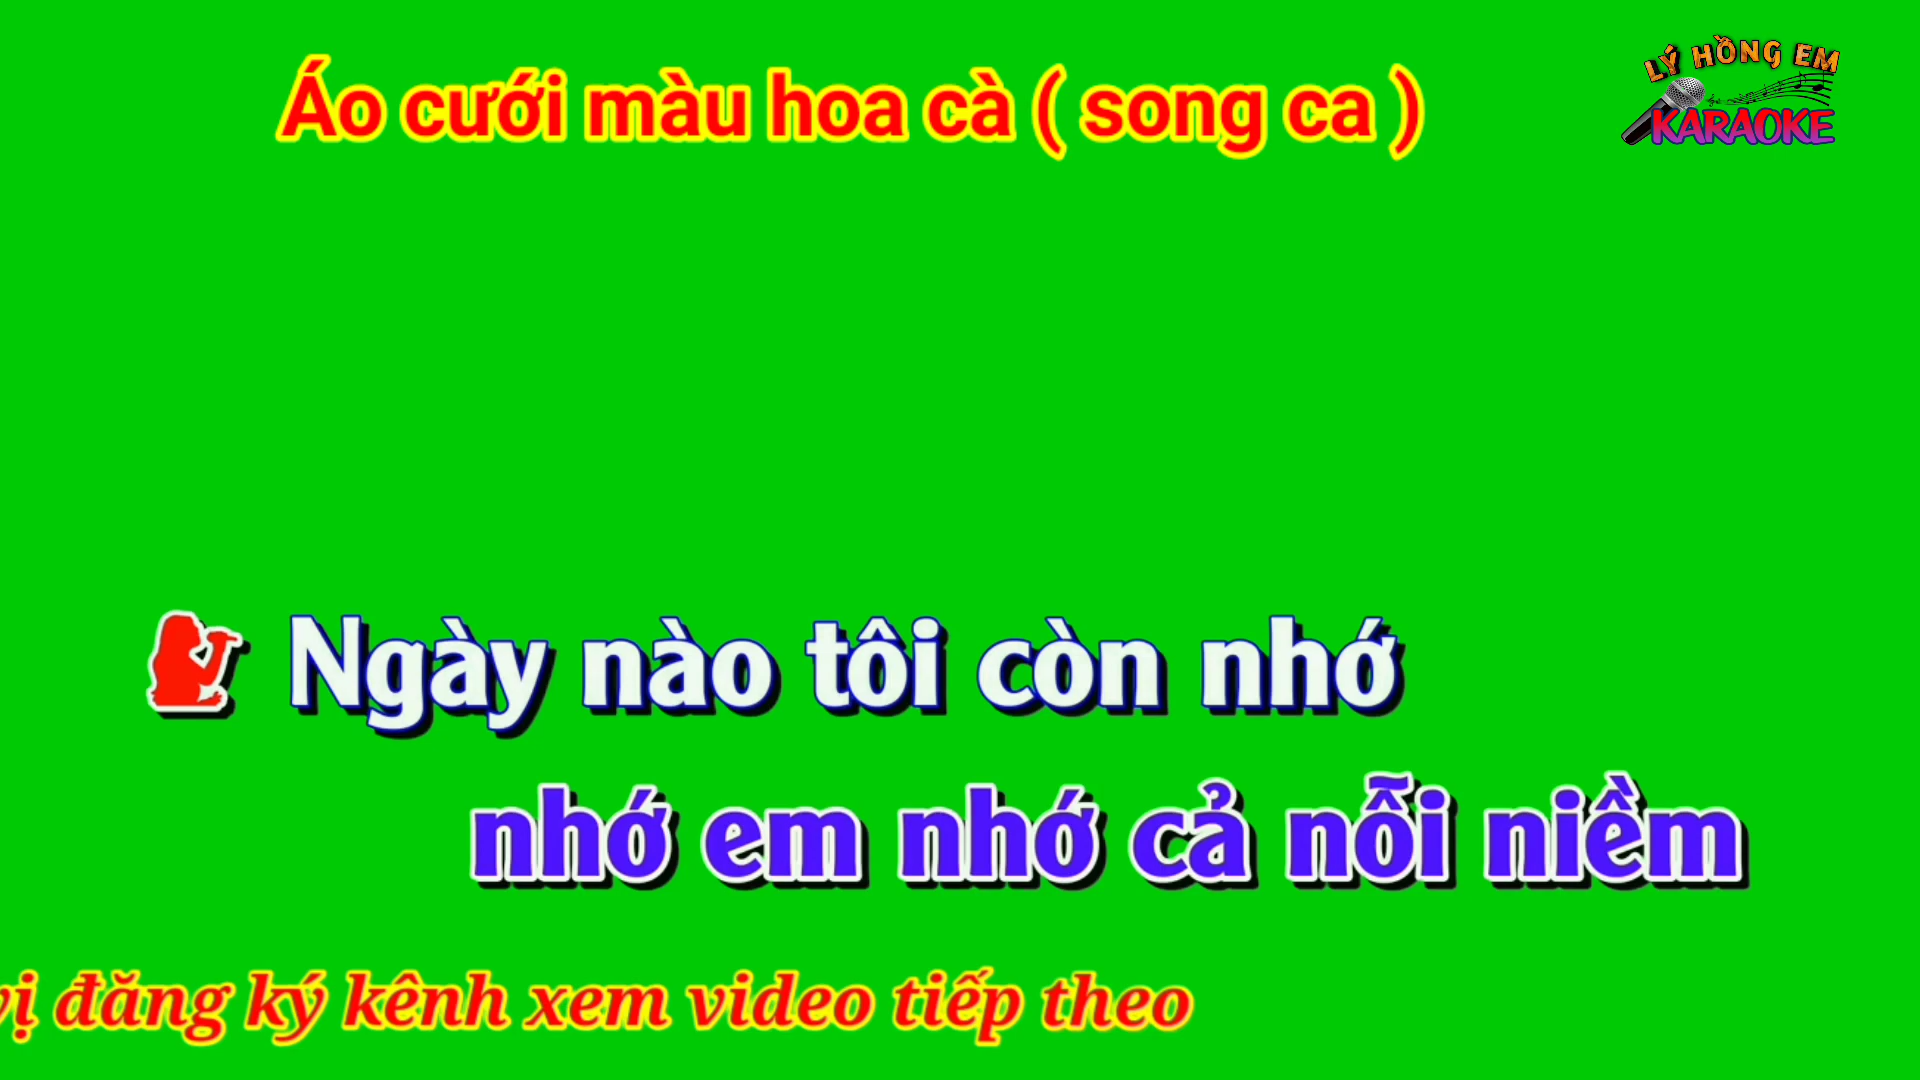 Áo cưới màu hoa cà ( song ca )
LÝ HỒNG EM
KARAOKE
Ngày nào tôi còn nhớ
nhớ em nhớ cả nỗi niềm
vị đăng ký kênh xem video tiếp theo